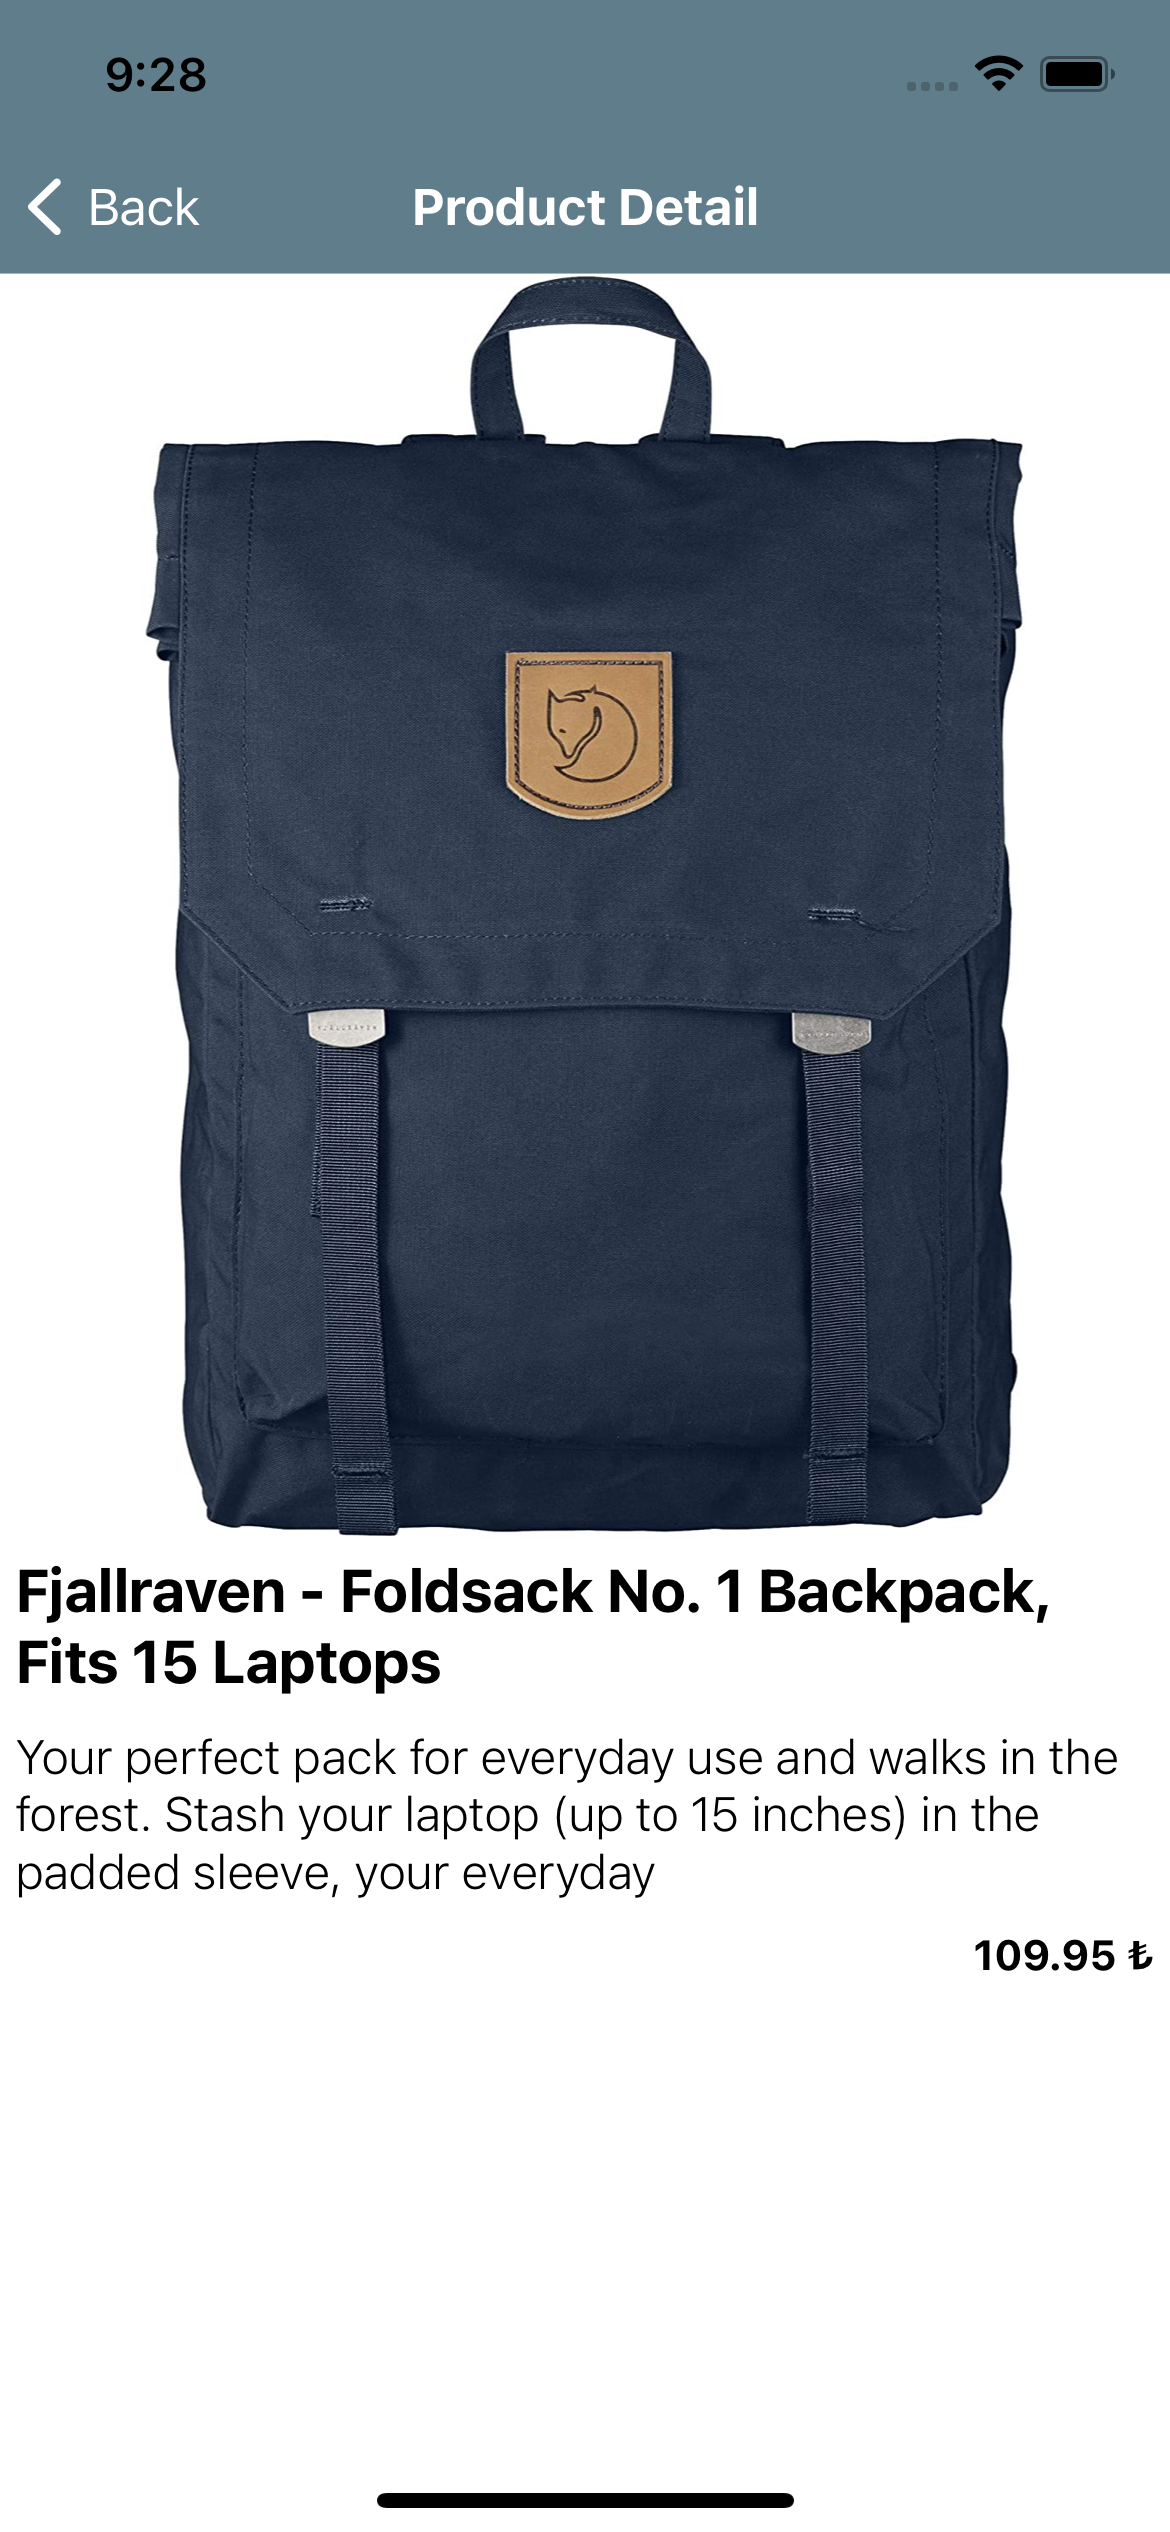 9:28
Back
Product Detail
Fjallraven - Foldsack No. 1 Backpack,
Fits 15 Laptops
Your perfect pack for everyday use and walks in the
forest. Stash your laptop (up to 15 inches) in the
padded sleeve, your everyday
109.95 ₺